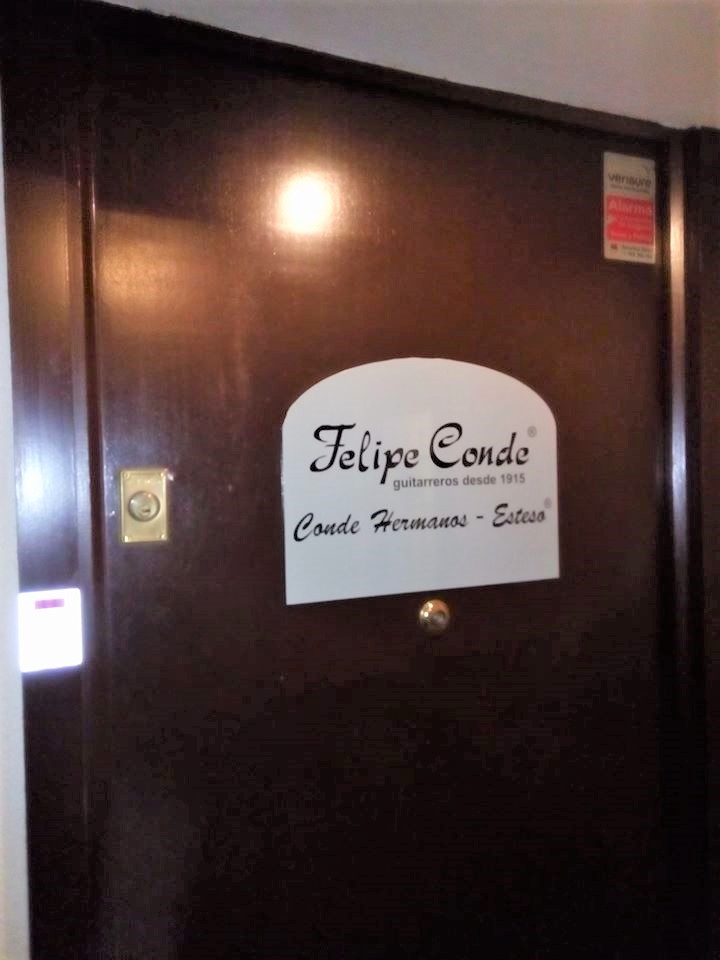 verisure
Alarma
Felipe Conde®
guitarreros desde 1915
Conde Hermanos - Esteso®